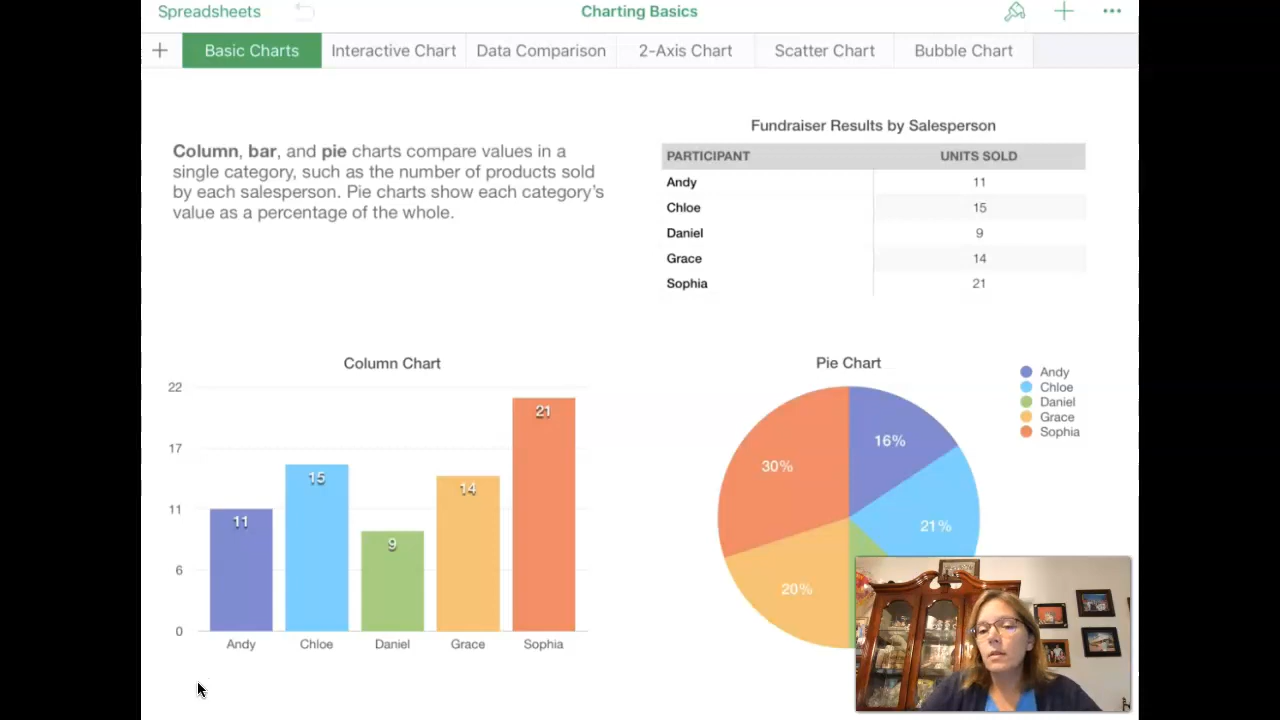 Spreadsheets
Charting Basics
Basic Charts
Interactive Chart
Data Comparison
2-Axis Chart
Scatter Chart
Bubble Chart
Column, bar, and pie charts compare values in a
single category, such as the number of products sold
by each salesperson. Pie charts show each category's
value as a percentage of the whole.
Fundraiser Results by Salesperson
PARTICIPANT UNITS SOLD
Andy 11
Chloe 15
Daniel 9
Grace 14
Sophia 21
Column Chart
22
17
11
6
0
11
15
9
14
21
Andy Chloe Daniel Grace Sophia
Pie Chart
Andy
Chloe
Daniel
Grace
Sophia
16%
30%
21%
20%